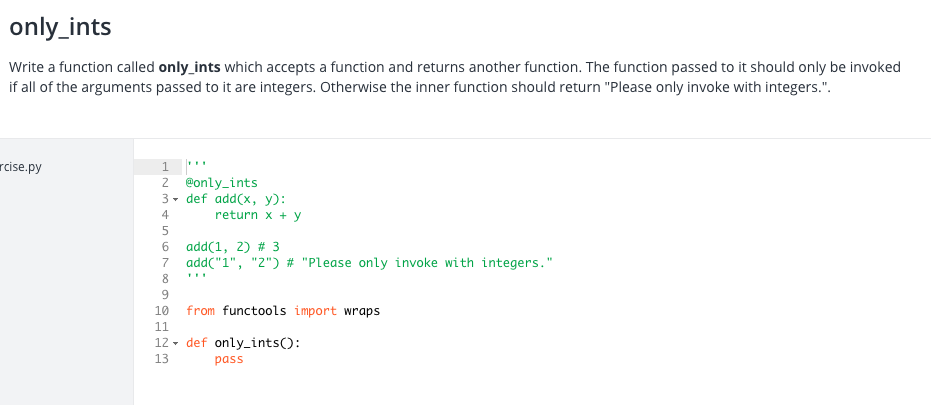 only_ints
Write a function called only_ints which accepts a function and returns another function. The function passed to it should only be invoked
if all of the arguments passed to it are integers. Otherwise the inner function should return "Please only invoke with integers.".
rcise.py
1 '''
2 @only_ints
3 def add(x, y):
4     return x + y
5
6 add(1, 2) # 3
7 add("1", "2") # "Please only invoke with integers."
8 '''
9
10 from functools import wraps
11
12 def only_ints():
13     pass